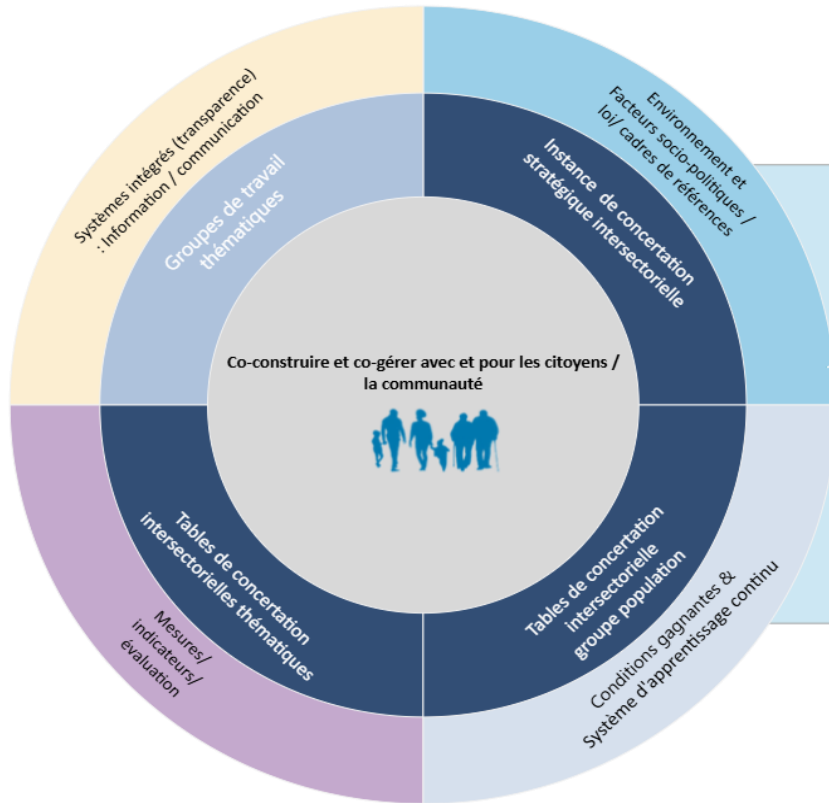 Systèmes intégrés (transparence)
: Information / communication
Groupes de travail
thématiques
Environnement et
Facteurs socio-politiques /
loi/ cadres de références
Instance de concertation
stratégique intersectorielle
Co-construire et co-gérer avec et pour les citoyens /
la communauté
Tables de concertation
intersectorielles thématiques
Mesures/
indicateurs/
évaluation
Tables de concertation
intersectorielle
groupe population
Conditions gagnantes &
Système d'apprentissage continu